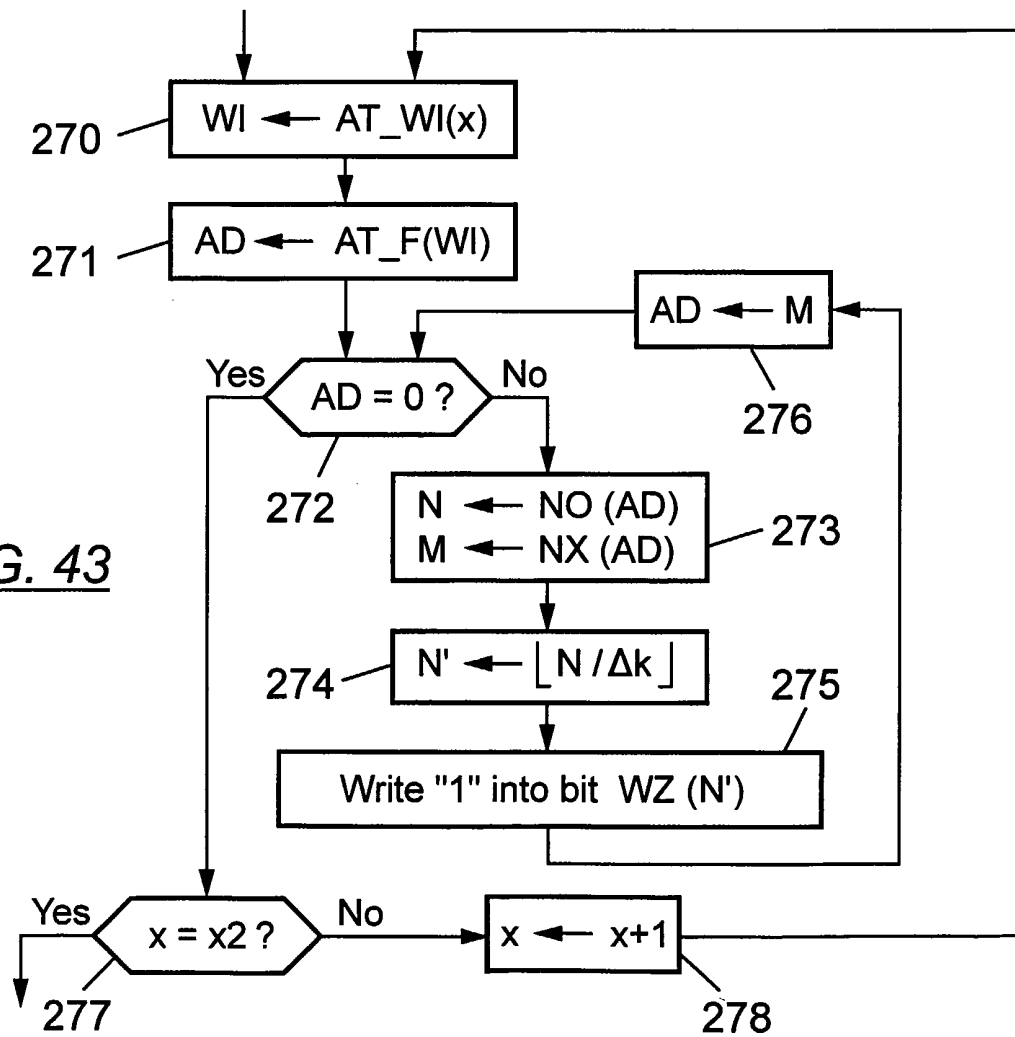 WI ← AT_WI(x)
270
AD ← AT_F(WI)
271
AD ← M
276
Yes
AD = 0 ?
No
272
N ← NO (AD)
M ← NX (AD)
273
G. 43
N' ← ⌊ N / Δk ⌋
274
275
Write "1" into bit WZ (N')
Yes
x = x2 ?
No
x ← x+1
277
278